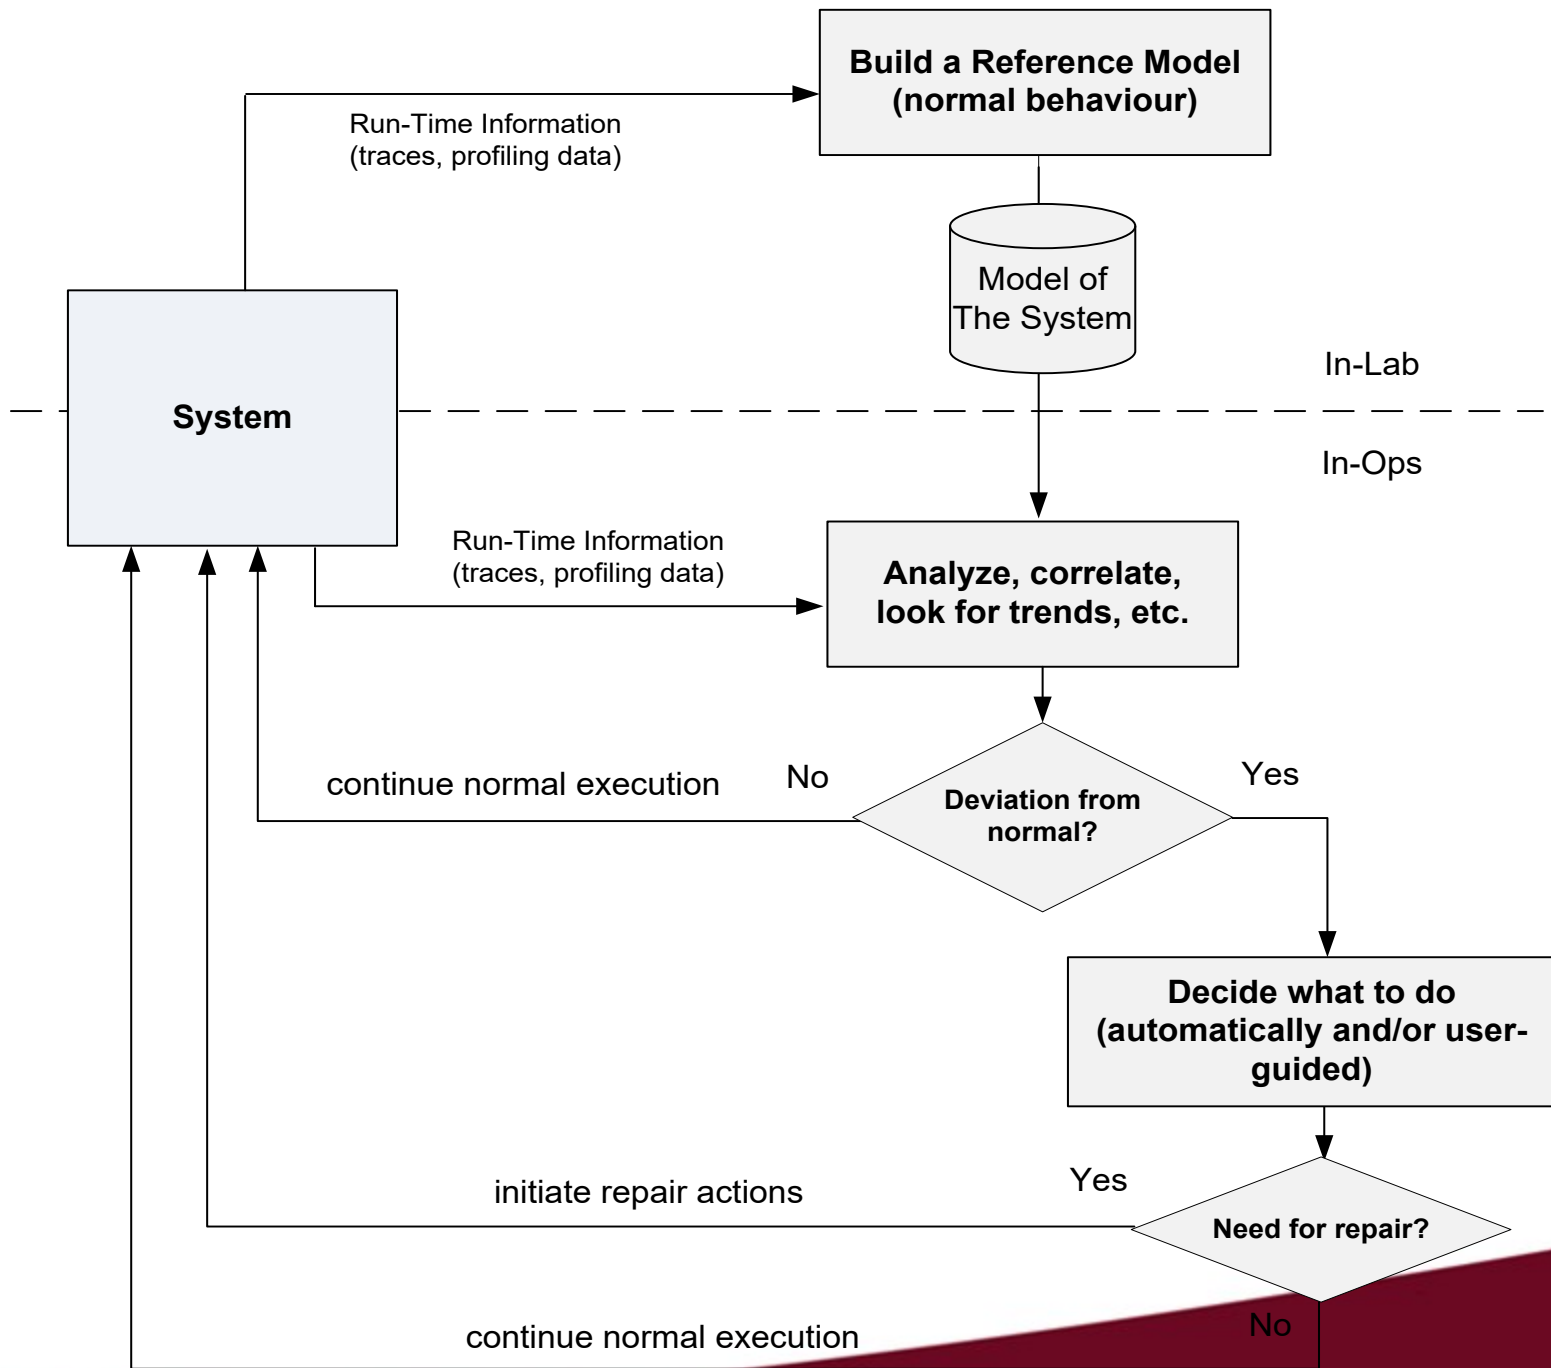 Build a Reference Model
(normal behaviour)
Run-Time Information
(traces, profiling data)
Model of
The System
In-Lab
System
In-Ops
Run-Time Information
(traces, profiling data)
Analyze, correlate,
look for trends, etc.
continue normal execution
No
Yes
Deviation from
normal?
Decide what to do
(automatically and/or user-
guided)
Yes
initiate repair actions
Need for repair?
No
continue normal execution